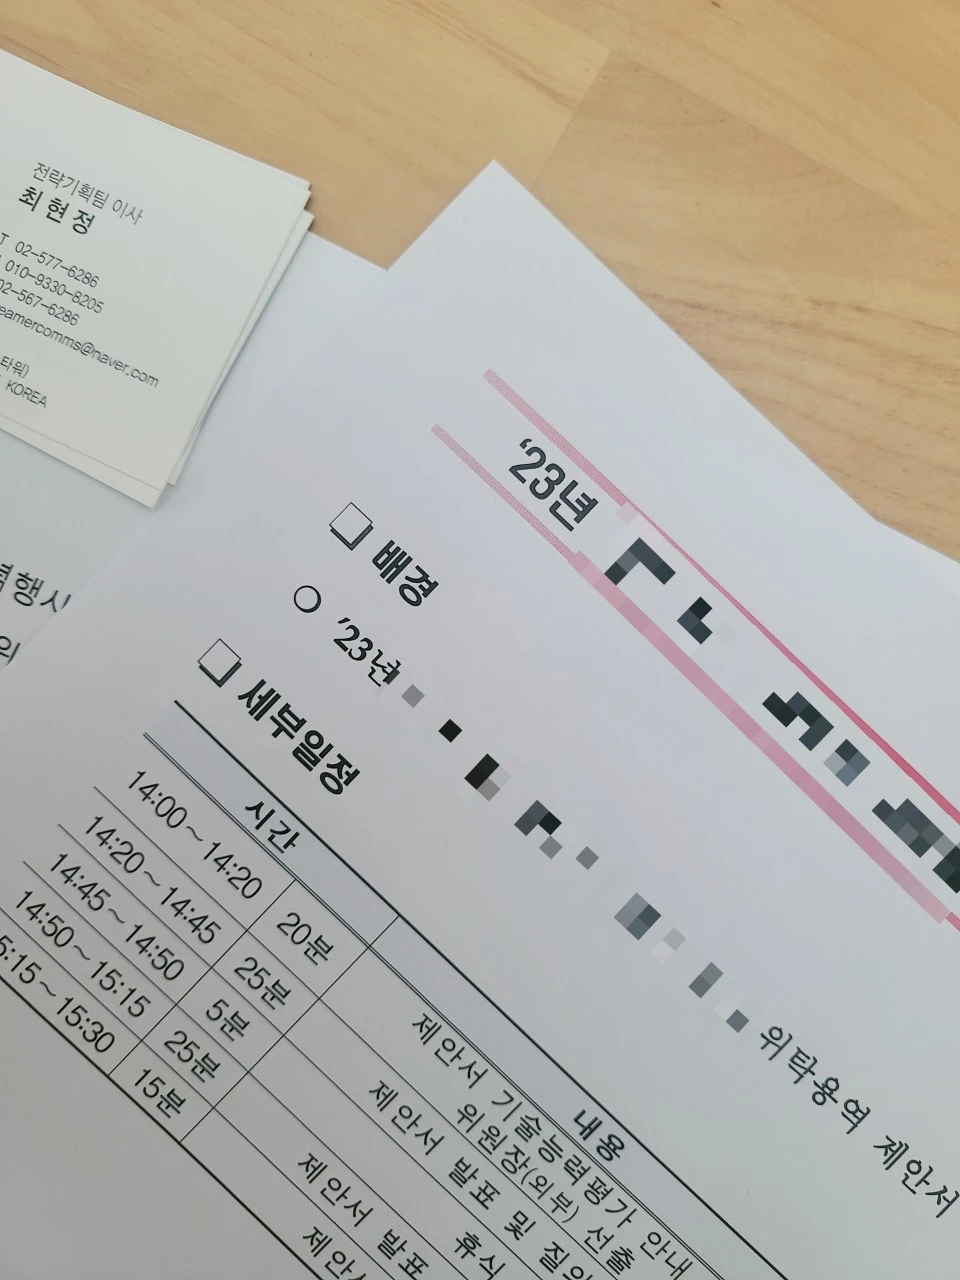 전략기획팀 이사
최현정
T 02-577-6286
010-9330-8205
02-567-6286
eamercomms@naver.com
타워)
KOREA
행사
의
'23년
배경
'23년
위탁용역 제안서
세부일정
시간 내용
14:00~14:20 20분 제안서 기술능력평가 안내
위원장(외부) 선출
14:20~14:45 25분 제안서 발표 및 질의
14:45~14:50 5분 휴식
14:50~15:15 25분 제안서 발표
5:15~15:30 15분 제안